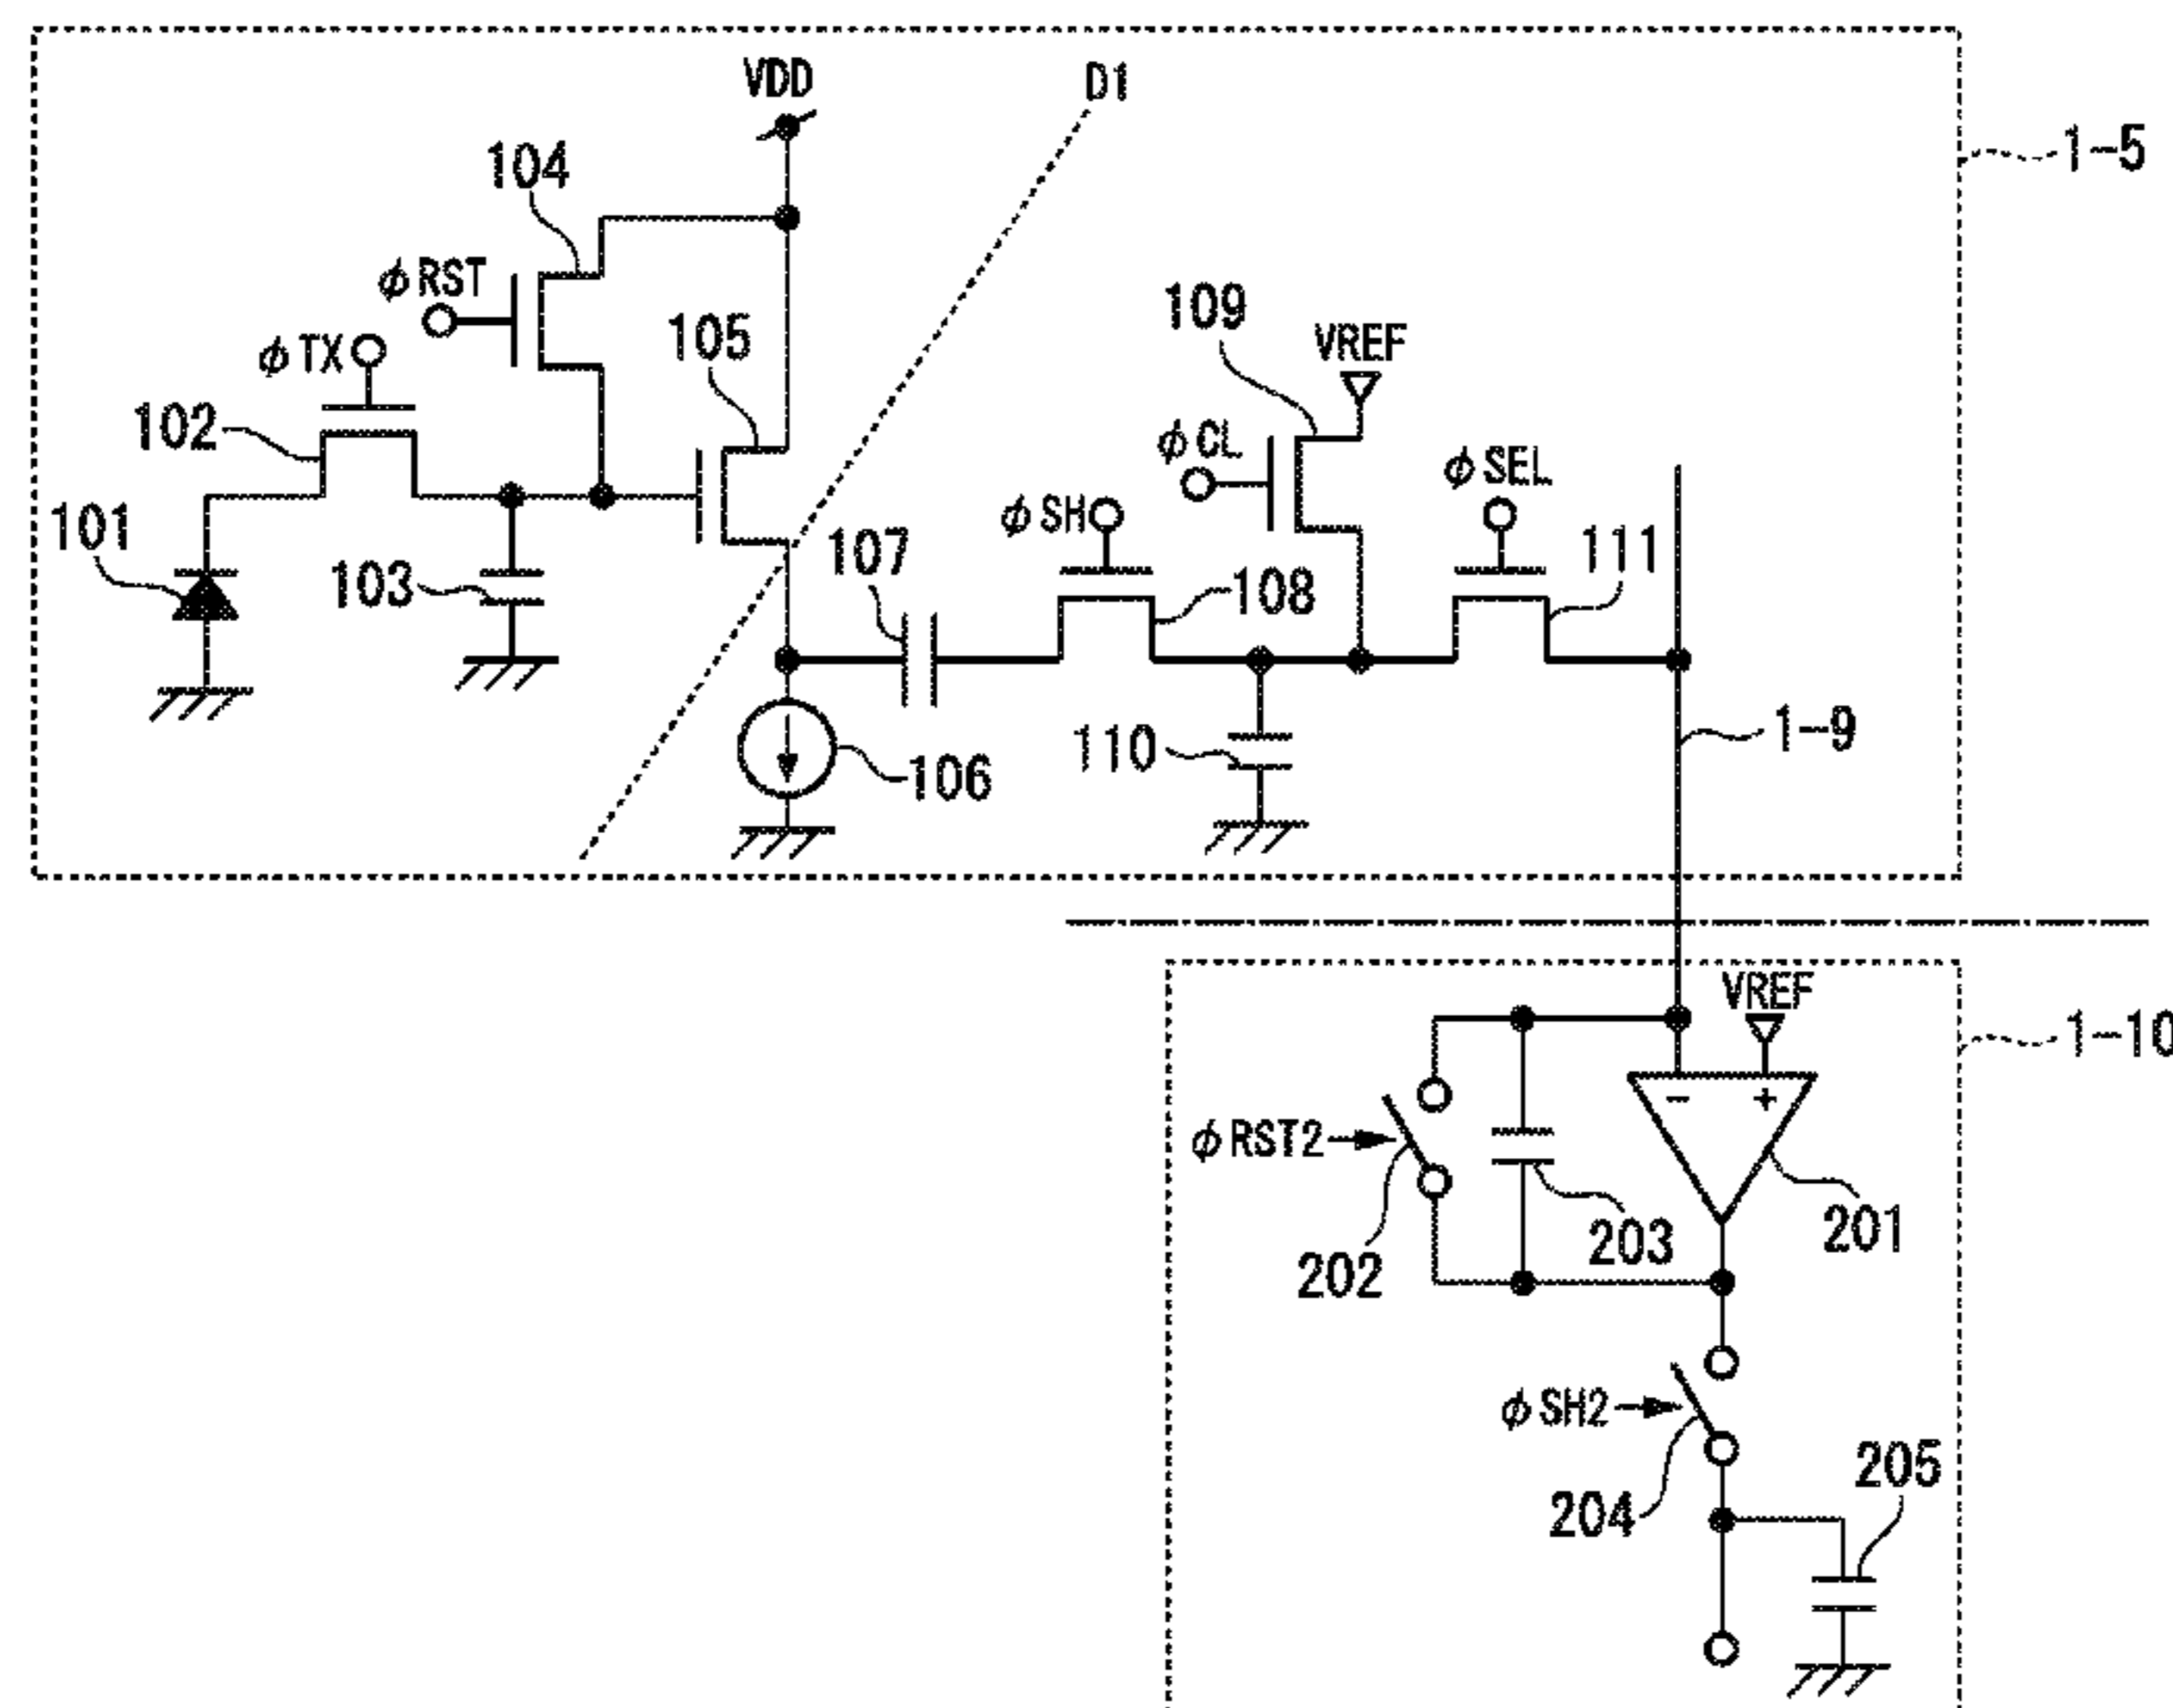 VDD
D1
1-5
104
φRST
105
109
VREF
φTX
102
φCL
φSEL
φSH
101
107
111
103
108
1-9
110
106
VREF
1-10
- +
φRST2
201
203
202
φSH2
205
204